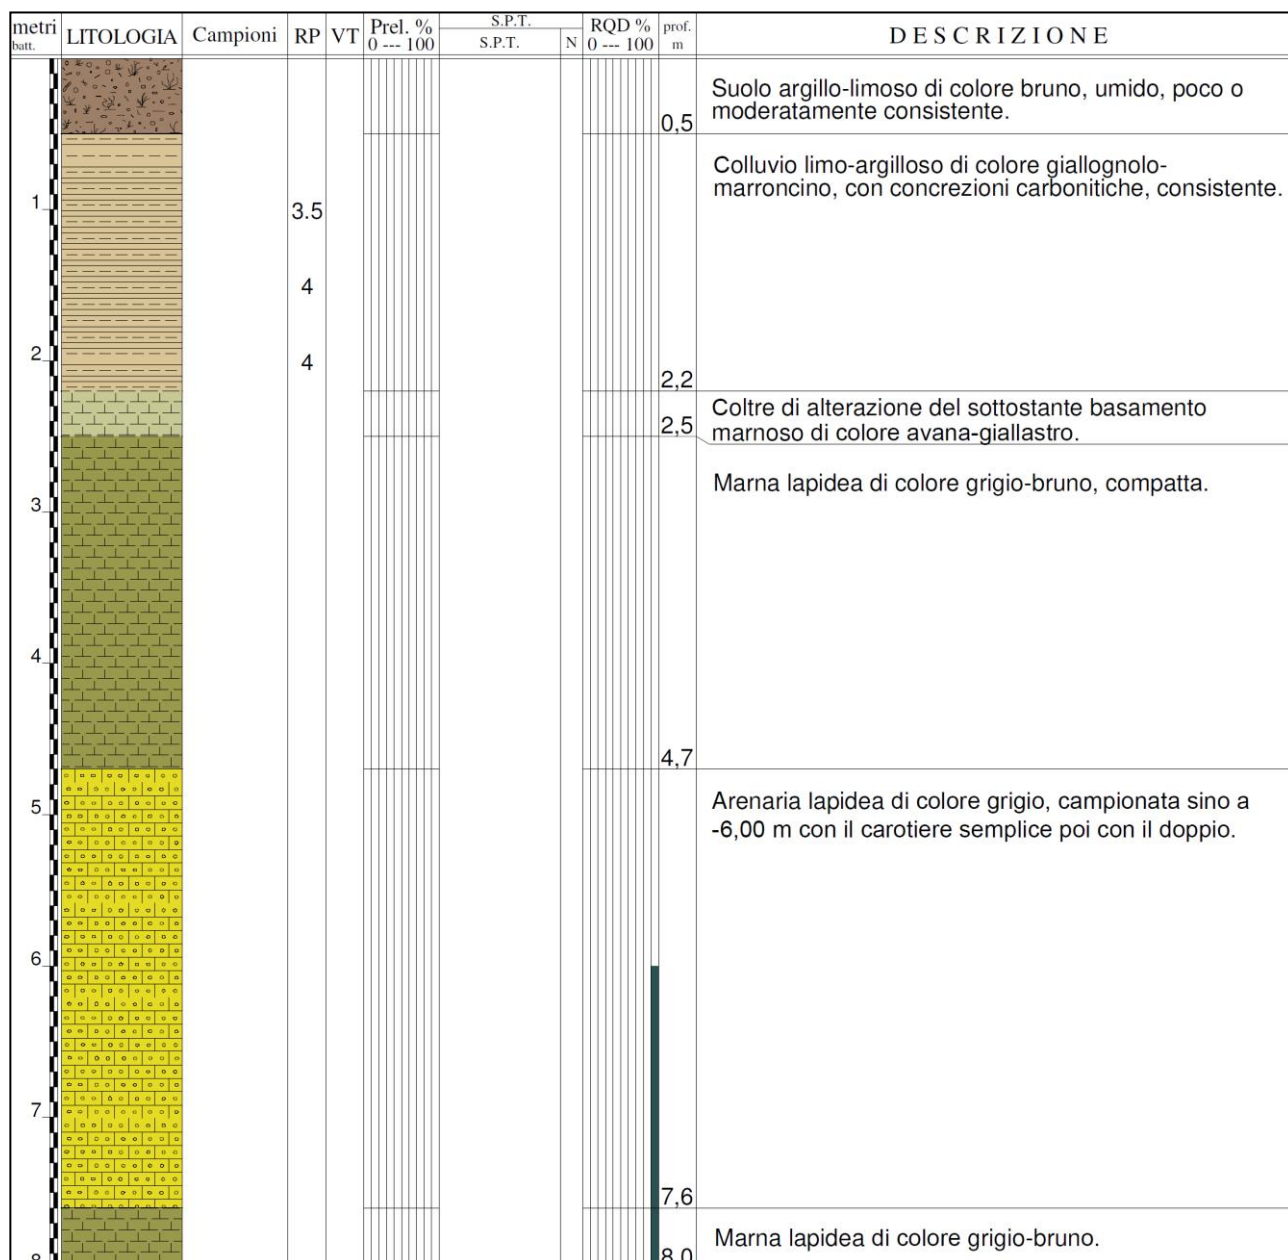 metri batt. LITOLOGIA Campioni RP VT Prel. % 0 --- 100 S.P.T. S.P.T. N RQD % 0 --- 100 prof. m DESCRIZIONE
Suolo argillo-limoso di colore bruno, umido, poco o
moderatamente consistente.
0,5
Colluvio limo-argilloso di colore giallognolo-
marroncino, con concrezioni carbonitiche, consistente.
1
3.5
4
2
4
2,2
Coltre di alterazione del sottostante basamento
2,5
marnoso di colore avana-giallastro.
Marna lapidea di colore grigio-bruno, compatta.
3
4
4,7
Arenaria lapidea di colore grigio, campionata sino a
5
-6,00 m con il carotiere semplice poi con il doppio.
6
7
7,6
Marna lapidea di colore grigio-bruno.
8
8,0